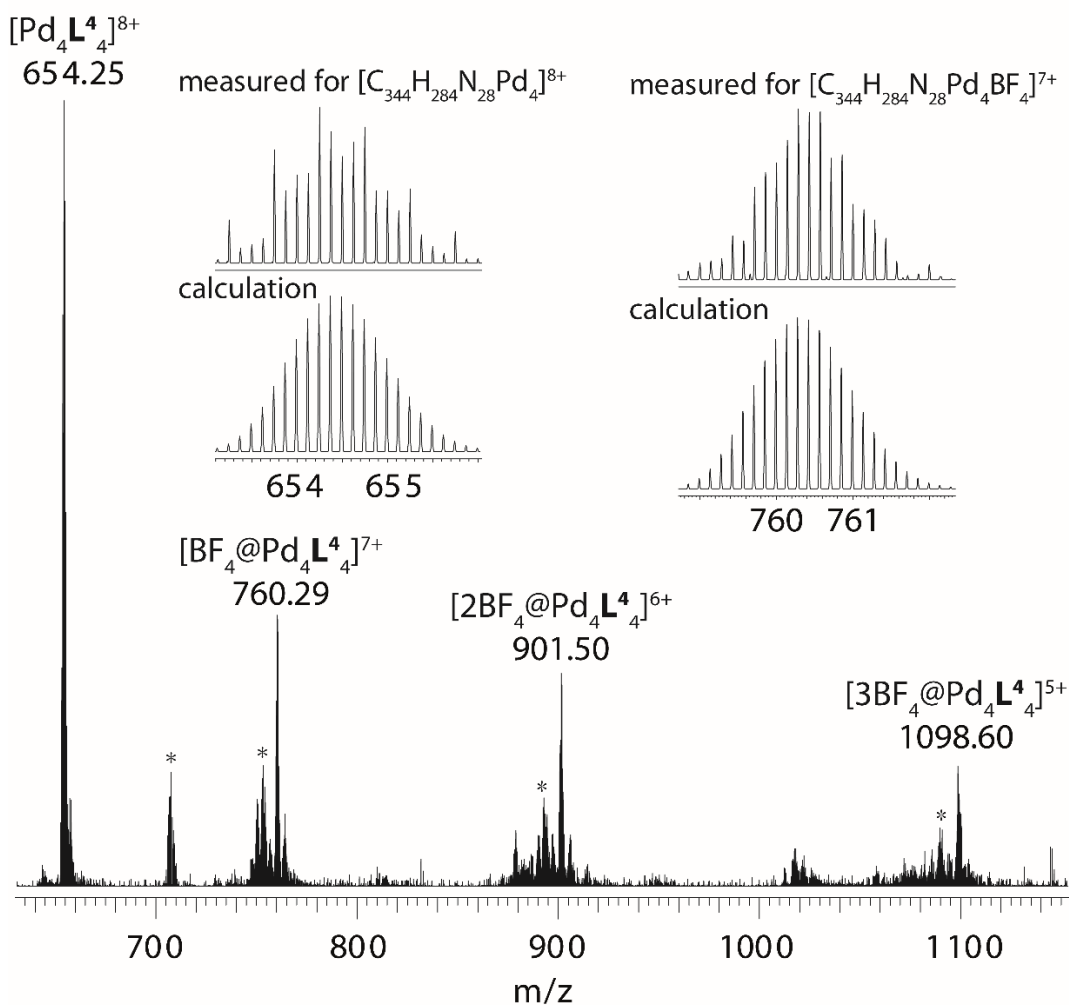 [Pd₄L⁴₄]⁸⁺
654.25
measured for [C₃₄₄H₂₈₄N₂₈Pd₄]⁸⁺
calculation
654 655
measured for [C₃₄₄H₂₈₄N₂₈Pd₄BF₄]⁷⁺
calculation
760 761
[BF₄@Pd₄L⁴₄]⁷⁺
760.29
[2BF₄@Pd₄L⁴₄]⁶⁺
901.50
[3BF₄@Pd₄L⁴₄]⁵⁺
1098.60
* * * *
700 800 900 1000 1100
m/z